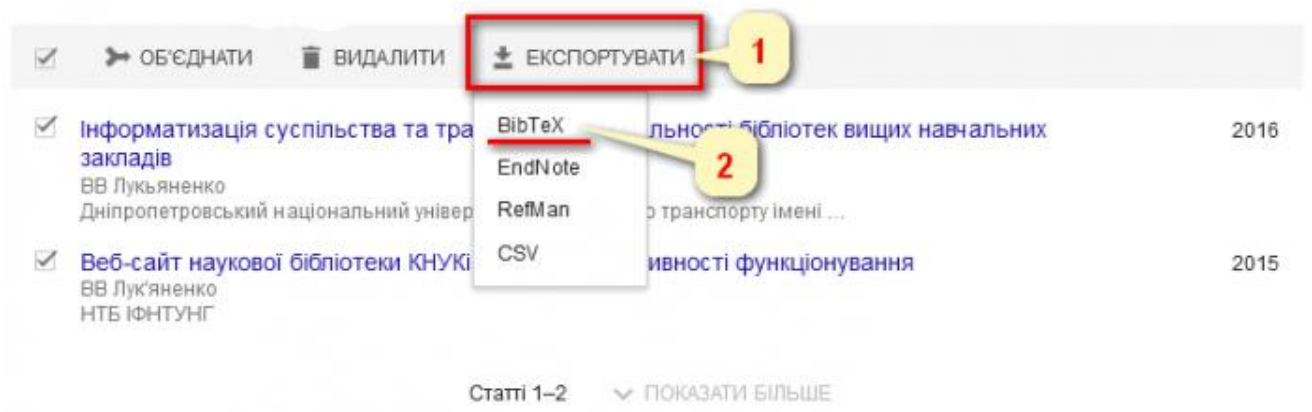 ОБ'ЄДНАТИ ВИДАЛИТИ ЕКСПОРТУВАТИ 1
Інформатизація суспільства та тра BibTeX льності бібліотек вищих навчальних 2016
закладів
2
EndNote
ВВ Лукьяненко
Дніпропетровський національний універ RefMan о транспорту імені ...
Веб-сайт наукової бібліотеки КНУКі CSV ивності функціонування 2015
ВВ Лук'яненко
НТБ ІФНТУНГ
Статті 1–2 ПОКАЗАТИ БІЛЬШЕ